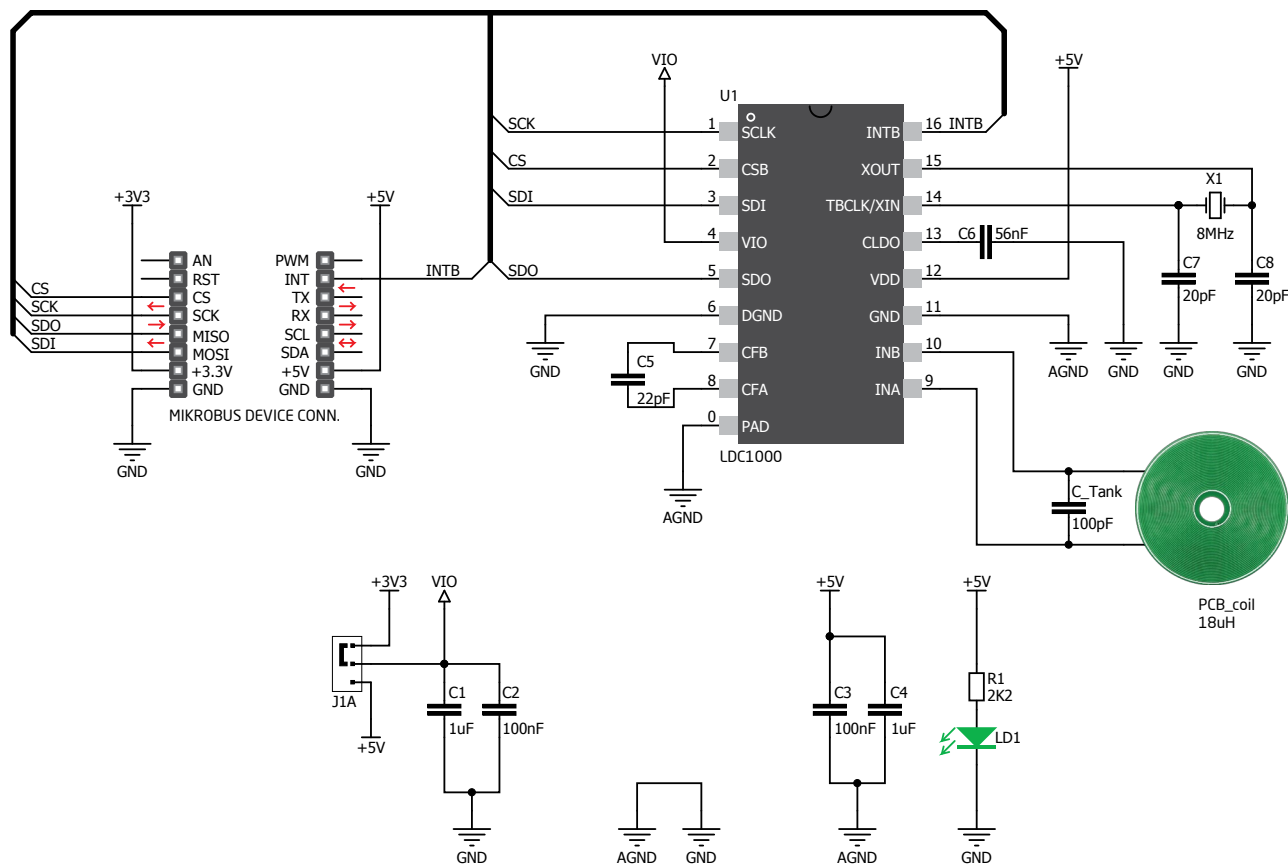 VIO
+5V
U1
SCK
1
SCLK
INTB
16
INTB
CS
2
CSB
XOUT
15
SDI
3
SDI
TBCLK/XIN
14
X1
8MHz
4
VIO
CLDO
13
C6
56nF
SDO
5
SDO
VDD
12
C7
20pF
C8
20pF
6
DGND
GND
11
GND
7
CFB
INB
10
AGND
GND
GND
GND
C5
22pF
8
CFA
INA
9
0
PAD
LDC1000
AGND
C_Tank
100pF
PCB_coil
18uH
+3V3
+5V
AN
PWM
RST
INT
INTB
CS
CS
TX
SCK
SCK
RX
SDO
MISO
SCL
SDI
MOSI
SDA
+3.3V
+5V
GND
GND
MIKROBUS DEVICE CONN.
GND
GND
+3V3
VIO
+5V
+5V
J1A
+5V
C1
1uF
C2
100nF
C3
100nF
C4
1uF
R1
2K2
LD1
GND
AGND
GND
AGND
GND